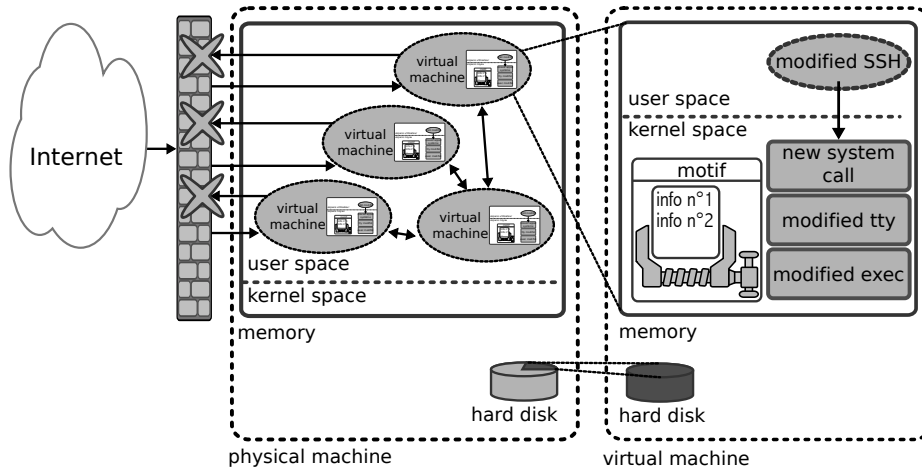 Internet
virtual
machine
virtual
machine
virtual
machine
virtual
machine
user space
kernel space
memory
hard disk
physical machine
modified SSH
user space
kernel space
motif
info n°1
info n°2
new system
call
modified tty
modified exec
memory
hard disk
virtual machine